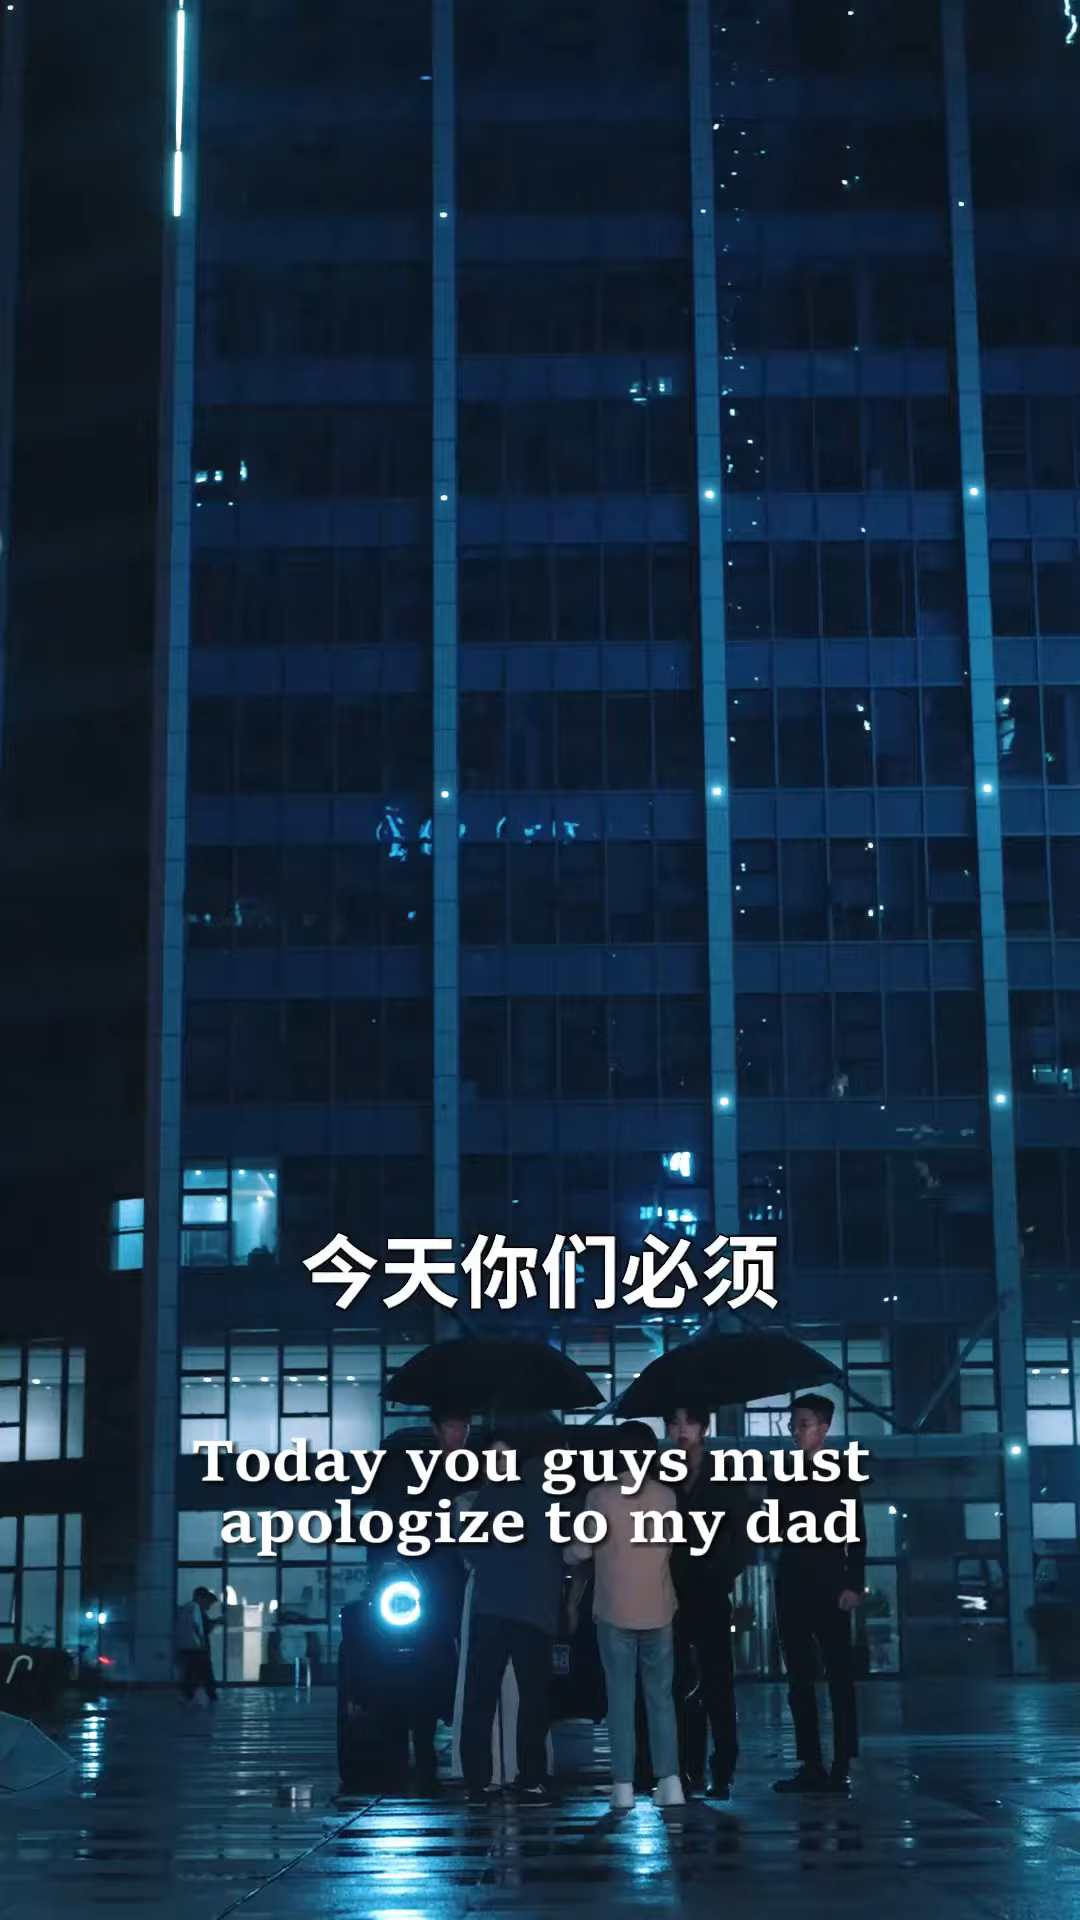 今天你们必须
Today you guys must
apologize to my dad